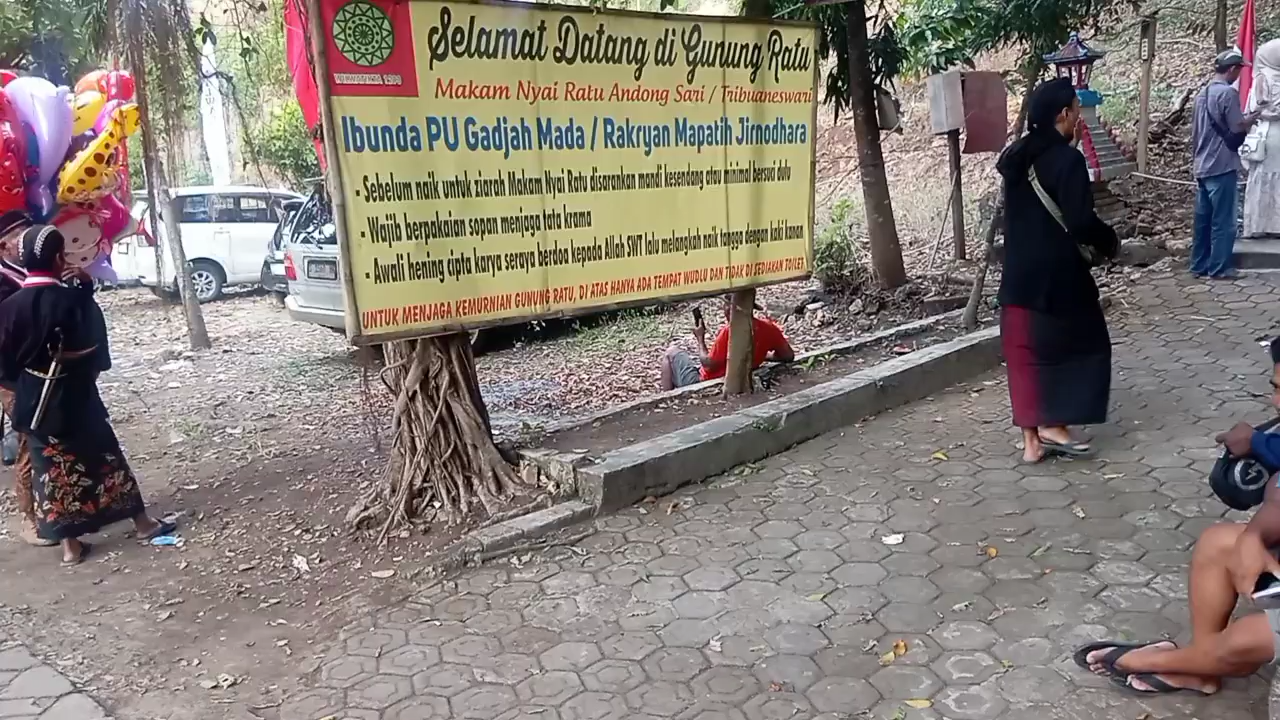 Selamat Datang di Gunung Ratu
Makam Nyai Ratu Andong Sari / Tribuaneswari
Ibunda PU Gadjah Mada / Rakryan Mapatih Jirnodhara
- Sebelum naik untuk ziarah Makam Nyai Ratu disarankan mandi kesendang atau minimal bersuci dulu
- Wajib berpakaian sopan menjaga tata krama
- Awali hening cipta karya seraya berdoa kepada Allah SWT lalu melangkah naik tangga dengan kaki kanan
UNTUK MENJAGA KEMURNIAN GUNUNG RATU, DI ATAS HANYA ADA TEMPAT WUDLU DAN TIDAK DI SEDIAKAN TOILET